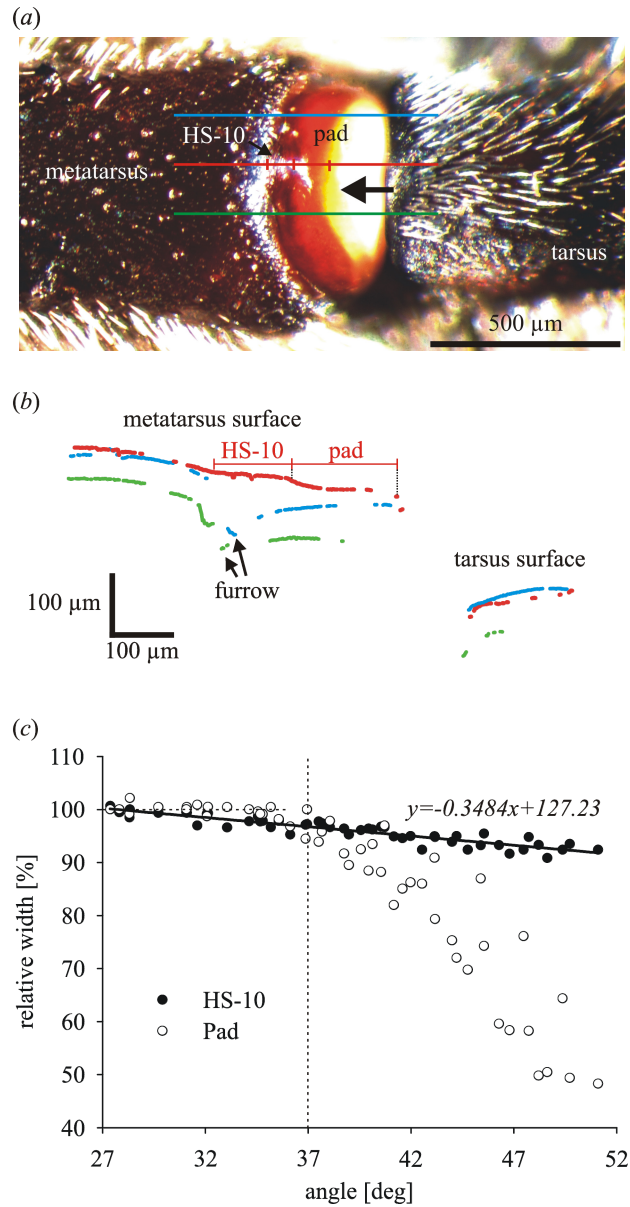 (a)
HS-10
pad
metatarsus
tarsus
500 µm
(b)
metatarsus surface
HS-10
pad
tarsus surface
furrow
100 µm
100 µm
(c)
110
100
90
80
70
60
50
40
relative width [%]
y=-0.3484x+127.23
HS-10
Pad
27
32
37
42
47
52
angle [deg]